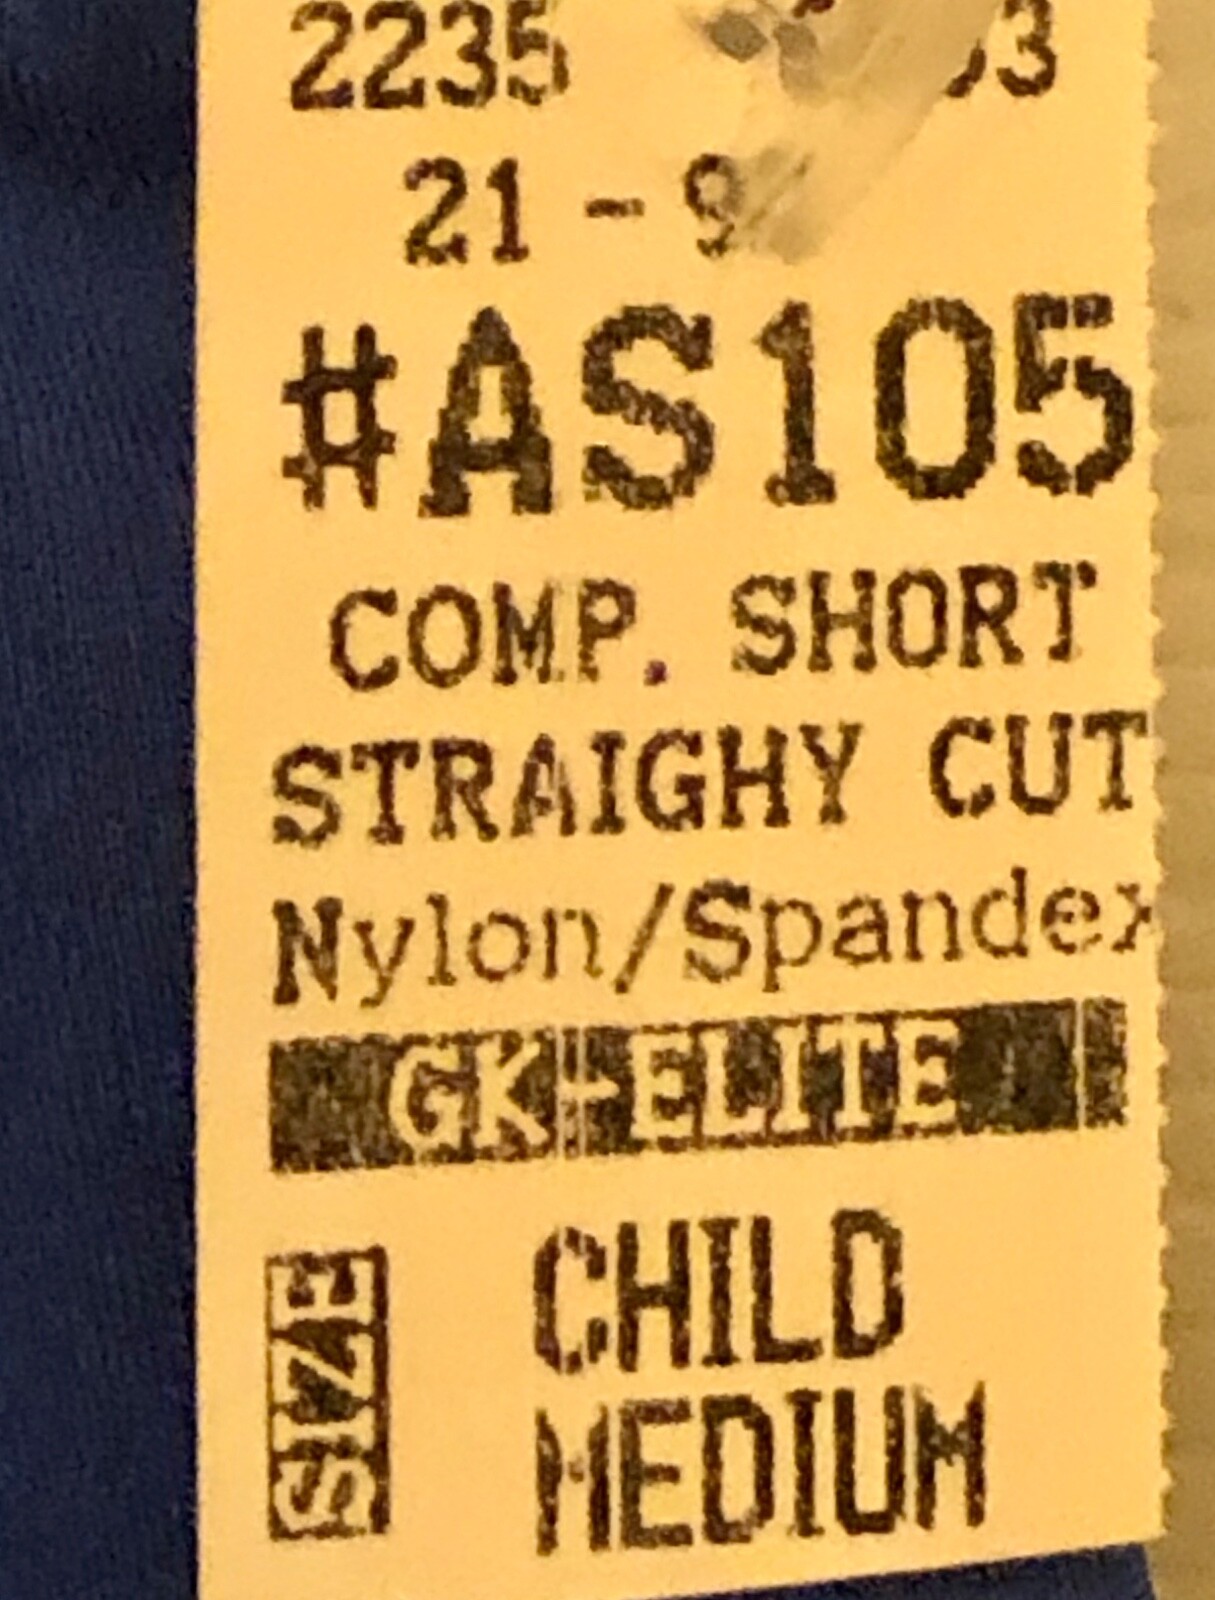 2235
21 -
#AS105
COMP. SHORT
STRAIGHY CUT
Nylon/Spandex
GK-ELITE
SIZE
CHILD
MEDIUM